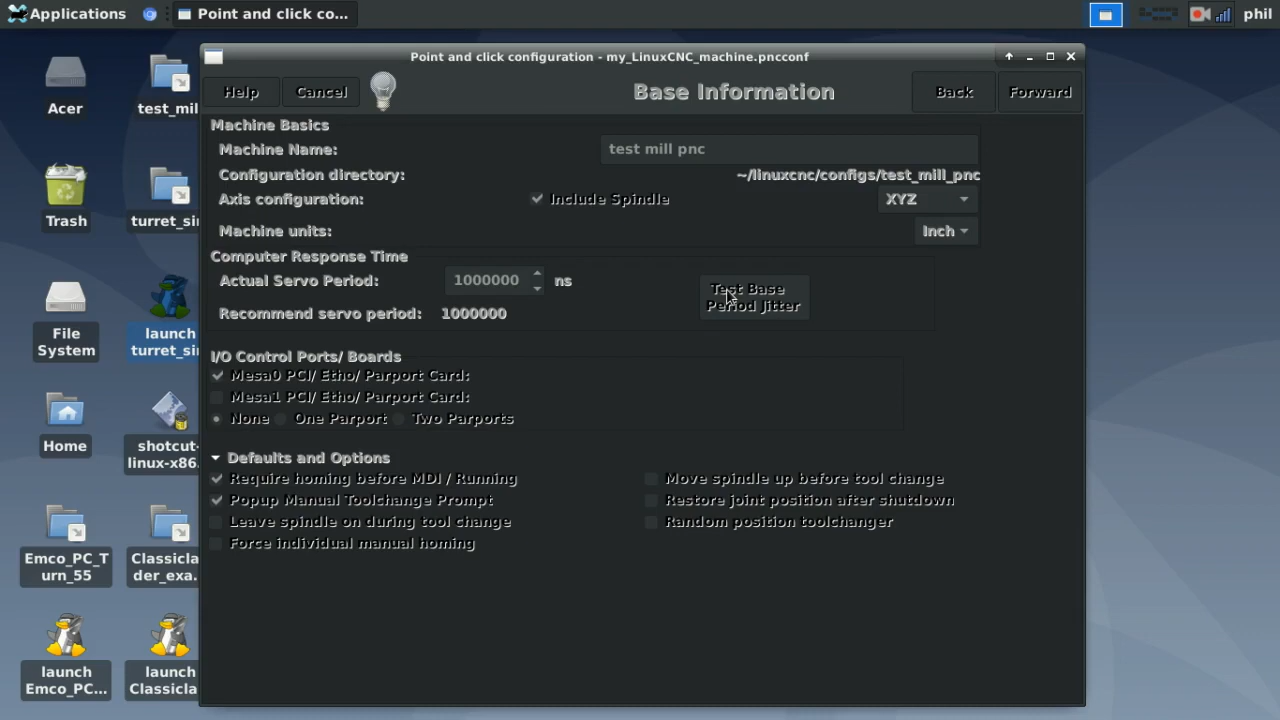 Applications
Point and click co...
phil
Point and click configuration - my_LinuxCNC_machine.pncconf
Help
Cancel
Base Information
Back
Forward
Machine Basics
Machine Name:
test mill pnc
Configuration directory:
~/linuxcnc/configs/test_mill_pnc
Axis configuration:
Include Spindle
XYZ
Machine units:
Inch
Computer Response Time
Actual Servo Period:
1000000
ns
Test Base
Period Jitter
Recommend servo period:
1000000
I/O Control Ports/ Boards
Mesa0 PCI/ Etho/ Parport Card:
Mesa1 PCI/ Etho/ Parport Card:
None
One Parport
Two Parports
Defaults and Options
Require homing before MDI / Running
Move spindle up before tool change
Popup Manual Toolchange Prompt
Restore joint position after shutdown
Leave spindle on during tool change
Random position toolchanger
Force individual manual homing
Acer
test_mil
Trash
turret_sin
File
System
launch
turret_sin
Home
shotcut-
linux-x86.
Emco_PC_T
urn_55
Classicla
der_exa.
launch
Emco_PC...
launch
Classicla